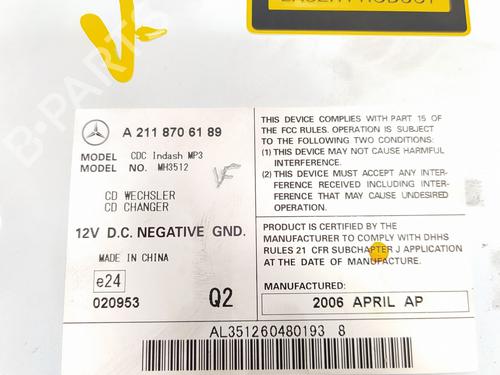 LASER PRODUCT
A 211 870 61 89
MODEL CDC Indash MP3
MODEL NO. MH3512
CD WECHSLER
CD CHANGER
12V D.C. NEGATIVE GND.
MADE IN CHINA
e24
020953
Q2
THIS DEVICE COMPLIES WITH PART 15 OF
THE FCC RULES. OPERATION IS SUBJECT
TO THE FOLLOWING TWO CONDITIONS:
(1) THIS DEVICE MAY NOT CAUSE HARMFUL
INTERFERENCE.
(2) THIS DEVICE MUST ACCEPT ANY INTER-
FERENCE RECEIVED INCLUDING INTER-
FERENCE THAT MAY CAUSE UNDESIRED
OPERATION.
PRODUCT IS CERTIFIED BY THE
MANUFACTURER TO COMPLY WITH DHHS
RULES 21 CFR SUBCHAPTER J APPLICATION
AT THE DATE OF MANUFACTURE.
MANUFACTURED:
2006 APRIL AP
AL351260480193 8
B-PARTS